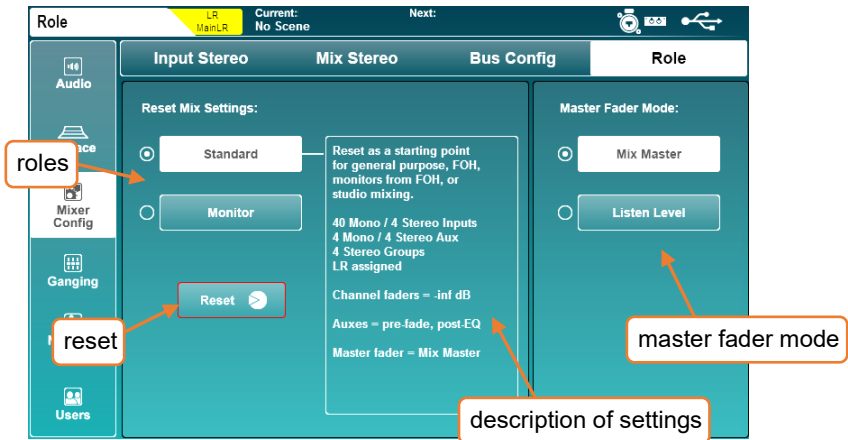 Role
LR
MainLR
Current:
No Scene
Next:
Audio
Mixer
Config
Ganging
Users
Input Stereo
Mix Stereo
Bus Config
Role
Reset Mix Settings:
Standard
Monitor
Reset
Reset as a starting point
for general purpose, FOH,
monitors from FOH, or
studio mixing.
40 Mono / 4 Stereo Inputs
4 Mono / 4 Stereo Aux
4 Stereo Groups
LR assigned
Channel faders = -inf dB
Auxes = pre-fade, post-EQ
Master fader = Mix Master
Master Fader Mode:
Mix Master
Listen Level
roles
reset
description of settings
master fader mode